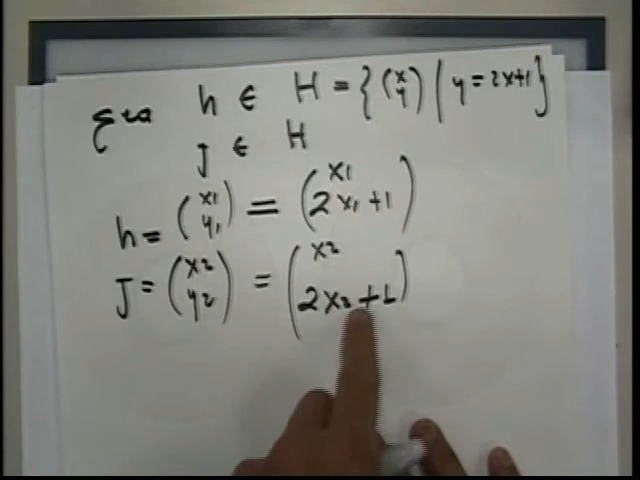 Sea h ∈ H = {(x y) | y = 2x+1}
J ∈ H
h = (x1 y1) = (x1 2x1 + 1)
J = (x2 y2) = (x2 2x2 + 1)